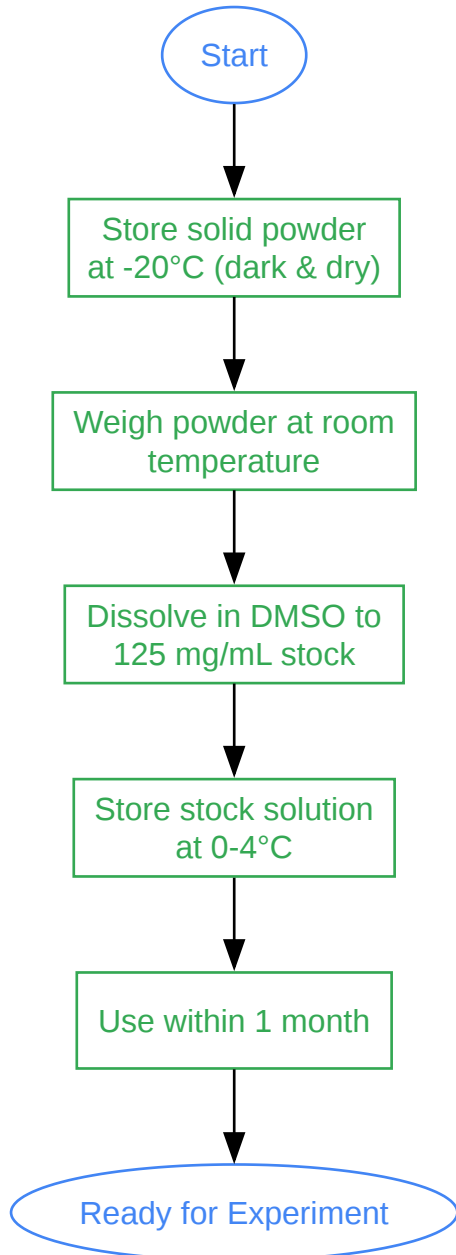 Start
Store solid powder
at -20°C (dark & dry)
Weigh powder at room
temperature
Dissolve in DMSO to
125 mg/mL stock
Store stock solution
at 0-4°C
Use within 1 month
Ready for Experiment